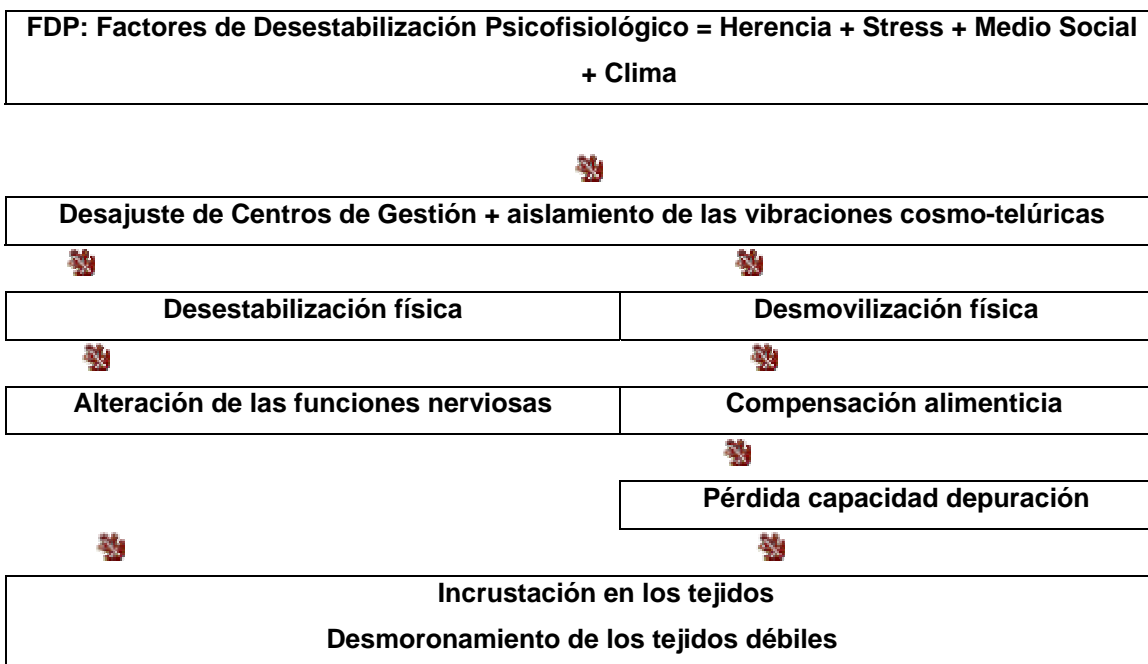 FDP: Factores de Desestabilización Psicofisiológico = Herencia + Stress + Medio Social
+ Clima
Desajuste de Centros de Gestión + aislamiento de las vibraciones cosmo-telúricas
Desestabilización física
Desmovilización física
Alteración de las funciones nerviosas
Compensación alimenticia
Pérdida capacidad depuración
Incrustación en los tejidos
Desmoronamiento de los tejidos débiles